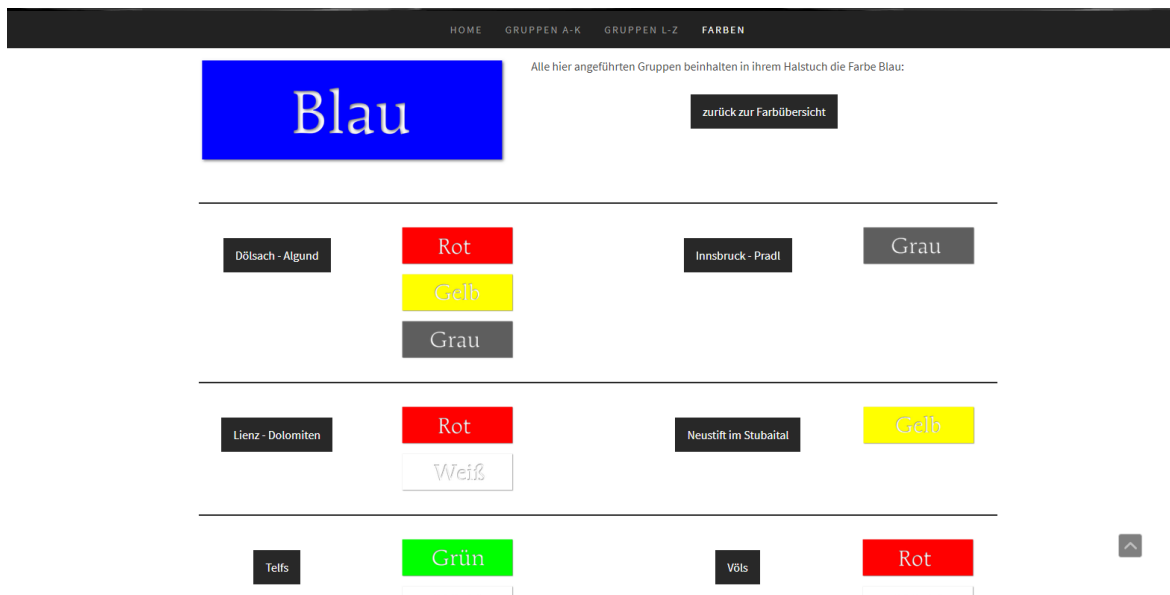 HOME GRUPPEN A-K GRUPPEN L-Z FARBEN
Blau
Alle hier angeführten Gruppen beinhalten in ihrem Halstuch die Farbe Blau:
zurück zur Farbübersicht
Dölsach - Algund
Rot
Gelb
Grau
Innsbruck - Pradl
Grau
Lienz - Dolomiten
Rot
Weiß
Neustift im Stubaital
Gelb
Telfs
Grün
Völs
Rot